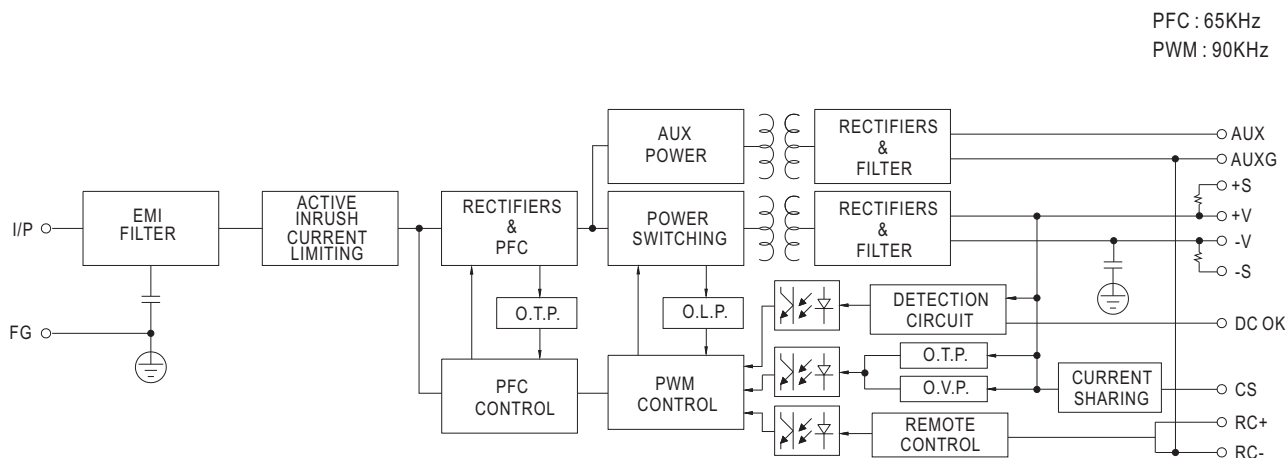 PFC : 65KHz
PWM : 90KHz
AUX
POWER
RECTIFIERS
&
FILTER
AUX
AUXG
+S
I/P
EMI
FILTER
ACTIVE
INRUSH
CURRENT
LIMITING
RECTIFIERS
&
PFC
POWER
SWITCHING
RECTIFIERS
&
FILTER
+V
-V
-S
FG
O.T.P.
O.L.P.
DETECTION
CIRCUIT
DC OK
PFC
CONTROL
PWM
CONTROL
O.T.P.
O.V.P.
CURRENT
SHARING
CS
REMOTE
CONTROL
RC+
RC-